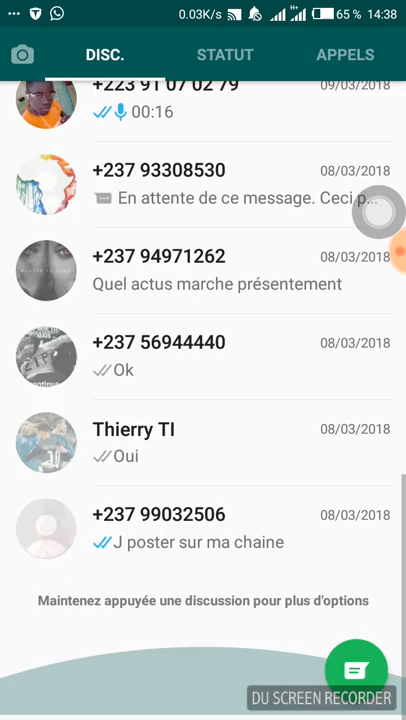 0.03K/s 65 % 14:38
DISC. STATUT APPELS
+223 91 07 02 79 09/03/2018
00:16
+237 93308530 08/03/2018
En attente de ce message. Ceci p...
+237 94971262 08/03/2018
Quel actus marche présentement
+237 56944440 08/03/2018
Ok
Thierry TI 08/03/2018
Oui
+237 99032506 08/03/2018
J poster sur ma chaine
Maintenez appuyée une discussion pour plus d'options
DU SCREEN RECORDER